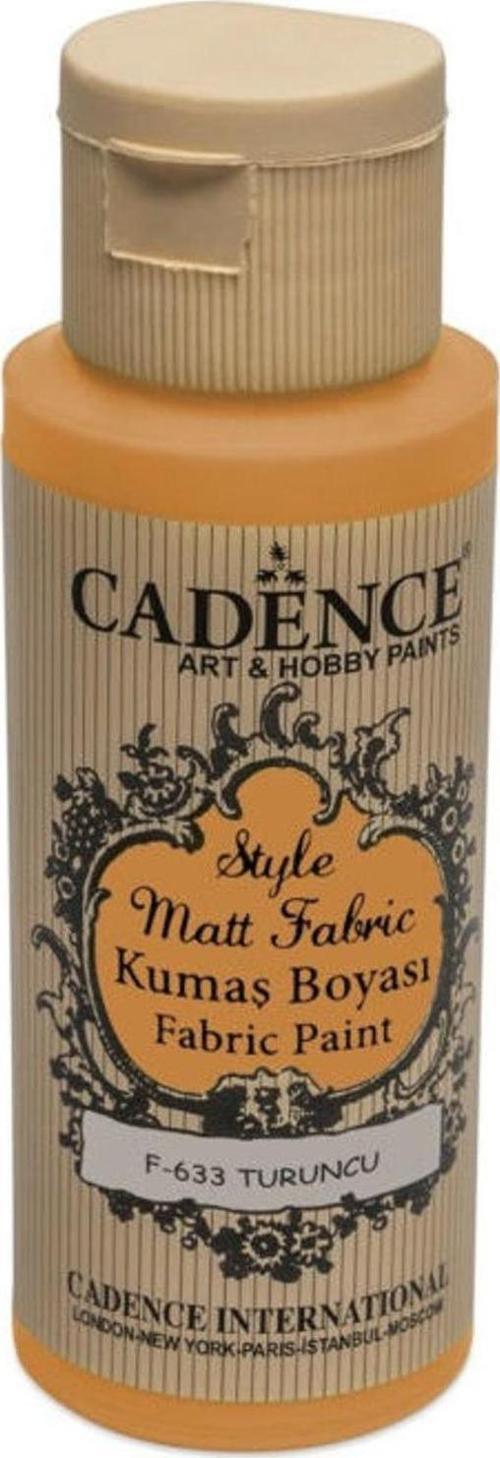 CADENCE®
ART & HOBBY PAINTS
Style
Matt Fabric
Kumaş Boyası
Fabric Paint
F-633 TURUNCU
CADENCE INTERNATIONAL
LONDON-NEW YORK-PARIS-İSTANBUL-MOSCOW